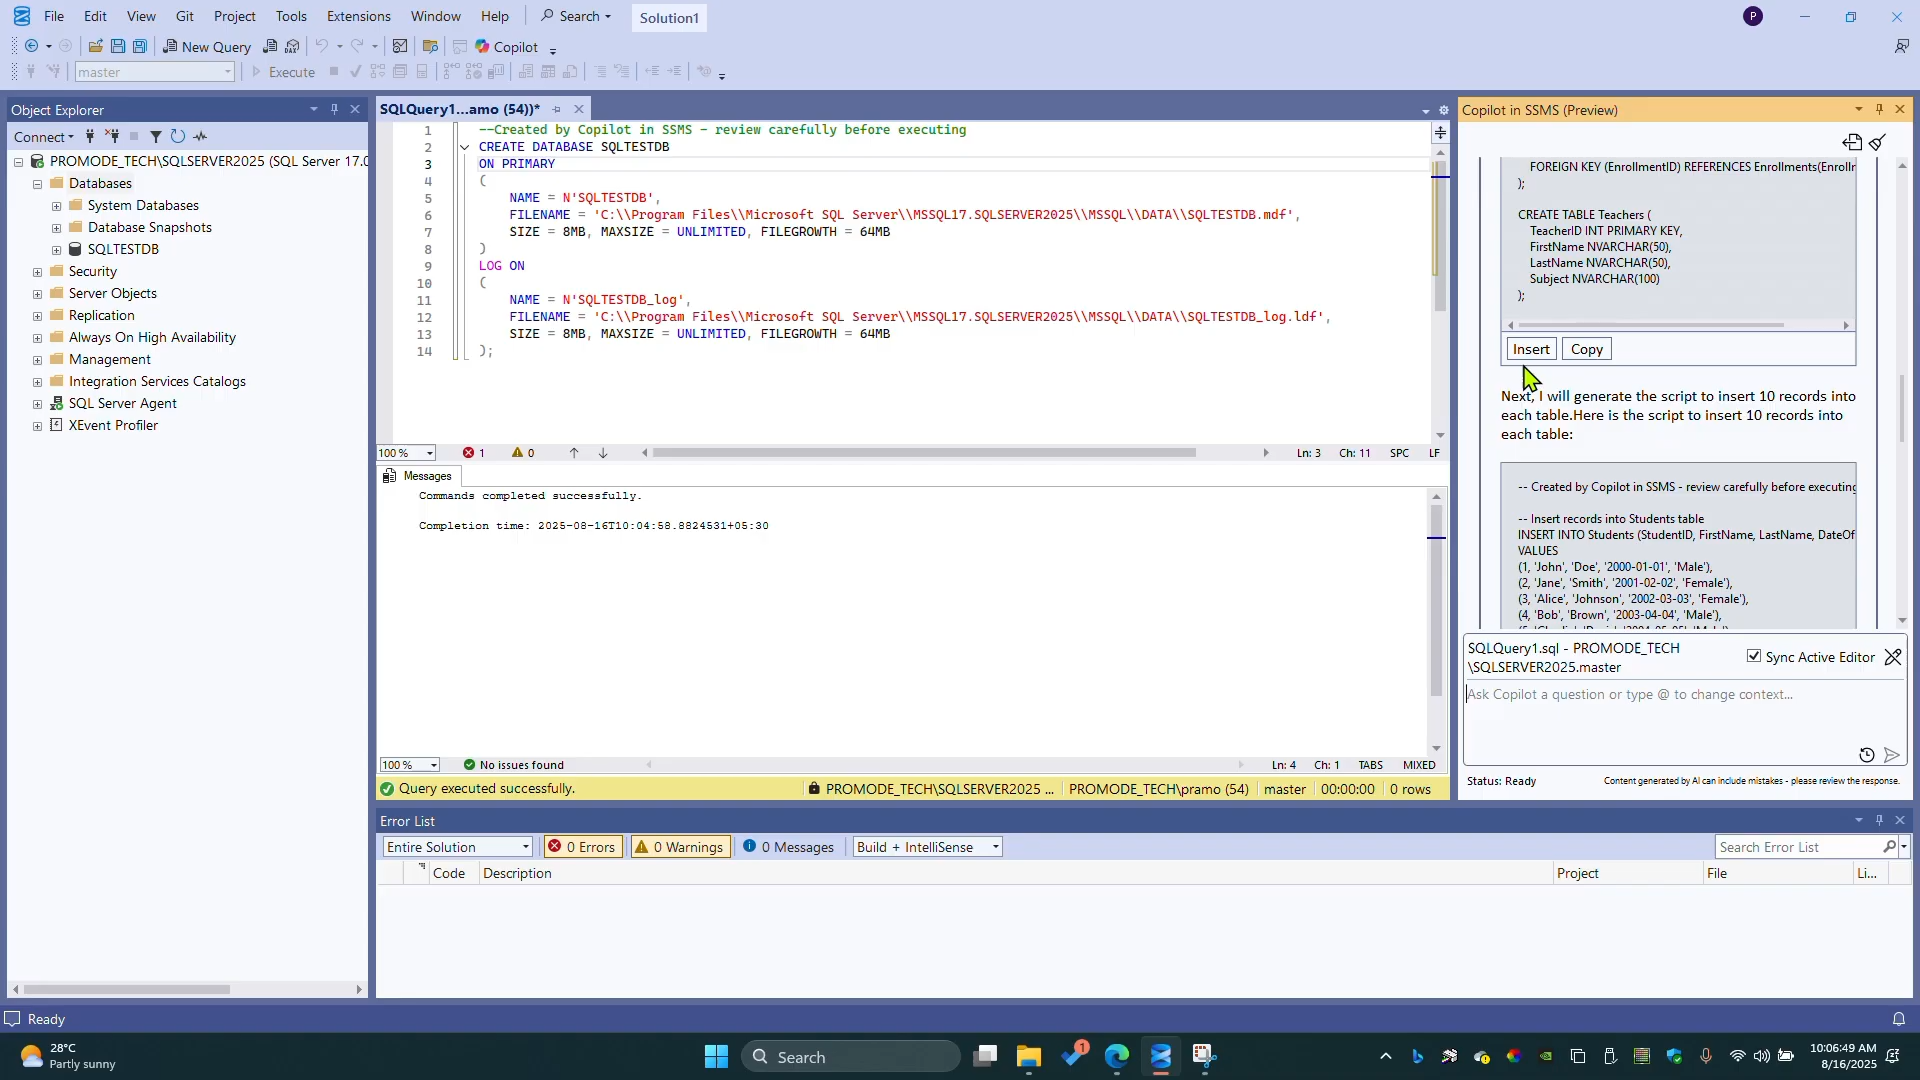 File Edit View Git Project Tools Extensions Window Help Search Solution1 P
New Query DAX Copilot
master Execute
Object Explorer
Connect
PROMODE_TECH\SQLSERVER2025 (SQL Server 17.0
Databases
System Databases
Database Snapshots
SQLTESTDB
Security
Server Objects
Replication
Always On High Availability
Management
Integration Services Catalogs
SQL Server Agent
XEvent Profiler
SQLQuery1...amo (54))*
1 --Created by Copilot in SSMS - review carefully before executing
2 CREATE DATABASE SQLTESTDB
3 ON PRIMARY
4 (
5 NAME = N'SQLTESTDB',
6 FILENAME = 'C:\\Program Files\\Microsoft SQL Server\\MSSQL17.SQLSERVER2025\\MSSQL\\DATA\\SQLTESTDB.mdf',
7 SIZE = 8MB, MAXSIZE = UNLIMITED, FILEGROWTH = 64MB
8 )
9 LOG ON
10 (
11 NAME = N'SQLTESTDB_log',
12 FILENAME = 'C:\\Program Files\\Microsoft SQL Server\\MSSQL17.SQLSERVER2025\\MSSQL\\DATA\\SQLTESTDB_log.ldf',
13 SIZE = 8MB, MAXSIZE = UNLIMITED, FILEGROWTH = 64MB
14 );
100 % 1 0 Ln: 3 Ch: 11 SPC LF
Messages
Commands completed successfully.
Completion time: 2025-08-16T10:04:58.8824531+05:30
100 % No issues found Ln: 4 Ch: 1 TABS MIXED
Query executed successfully. PROMODE_TECH\SQLSERVER2025 ... PROMODE_TECH\pramo (54) master 00:00:00 0 rows
Copilot in SSMS (Preview)
FOREIGN KEY (EnrollmentID) REFERENCES Enrollments(Enrollr
);
CREATE TABLE Teachers (
TeacherID INT PRIMARY KEY,
FirstName NVARCHAR(50),
LastName NVARCHAR(50),
Subject NVARCHAR(100)
);
Insert Copy
Next, I will generate the script to insert 10 records into
each table.Here is the script to insert 10 records into
each table:
-- Created by Copilot in SSMS - review carefully before executing
-- Insert records into Students table
INSERT INTO Students (StudentID, FirstName, LastName, DateOf
VALUES
(1, 'John', 'Doe', '2000-01-01', 'Male'),
(2, 'Jane', 'Smith', '2001-02-02', 'Female'),
(3, 'Alice', 'Johnson', '2002-03-03', 'Female'),
(4, 'Bob', 'Brown', '2003-04-04', 'Male'),
SQLQuery1.sql - PROMODE_TECH
\SQLSERVER2025.master
Sync Active Editor
Ask Copilot a question or type @ to change context...
Status: Ready Content generated by AI can include mistakes - please review the response.
Error List
Entire Solution 0 Errors 0 Warnings 0 Messages Build + IntelliSense Search Error List
Code Description Project File Li...
Ready
28°C
Partly sunny
Search
1
10:06:49 AM
8/16/2025